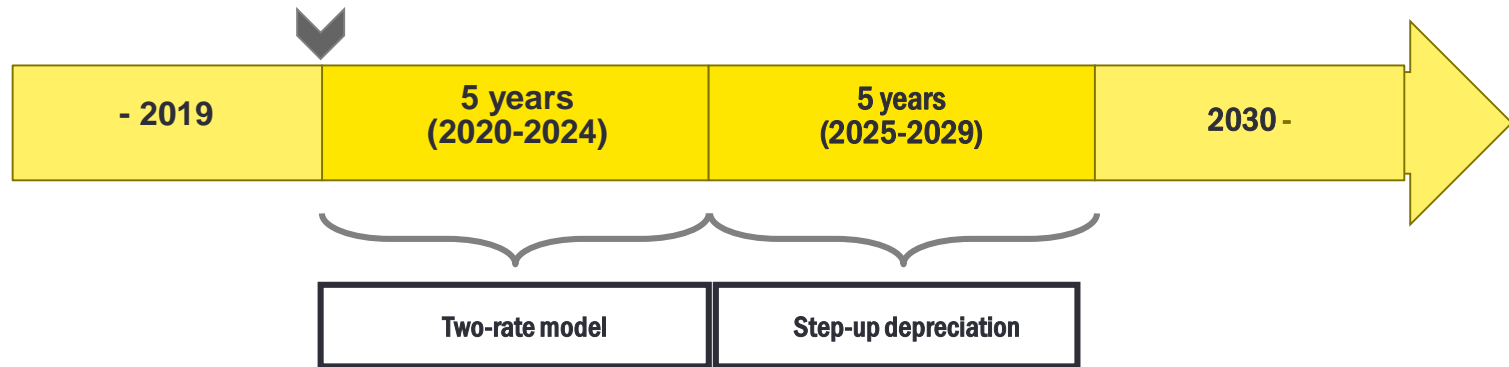 - 2019
5 years
(2020-2024)
5 years
(2025-2029)
2030 -
Two-rate model
Step-up depreciation